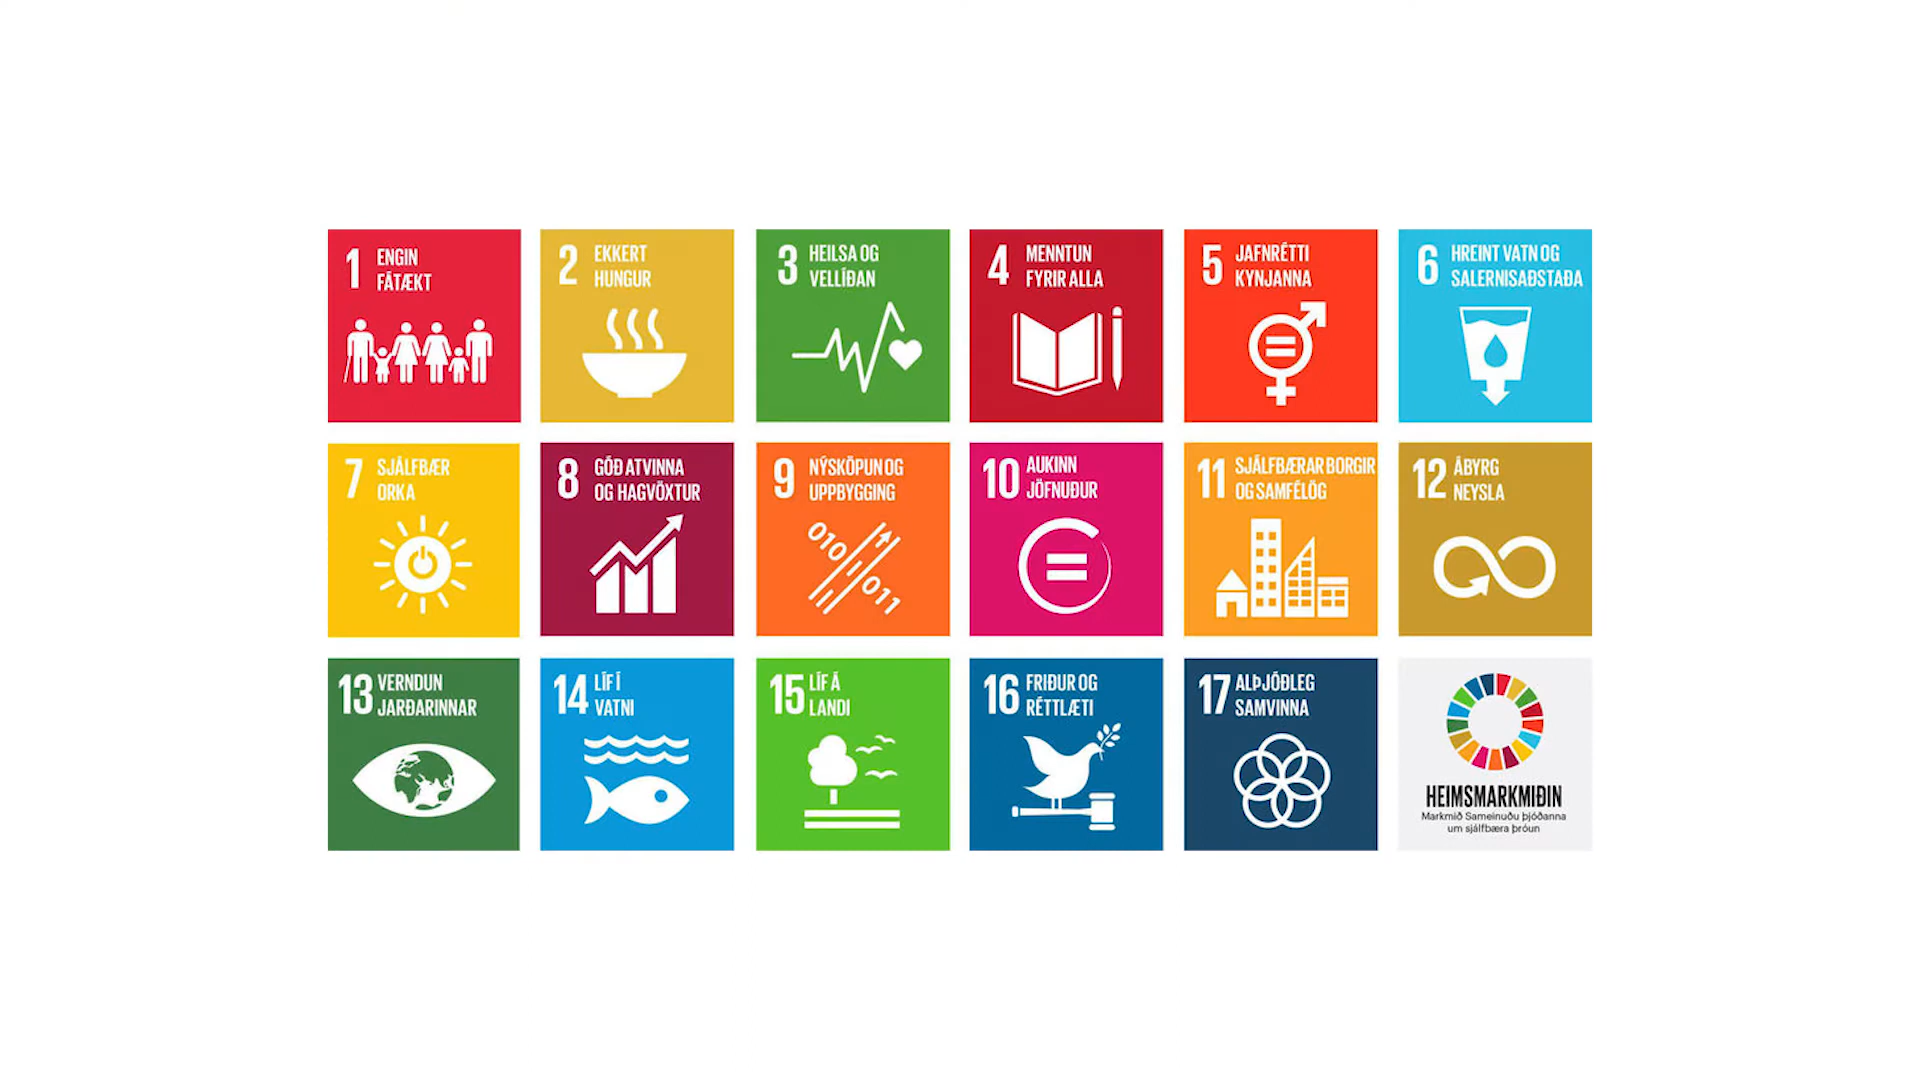 1 ENGIN
FÁTÆKT
2 EKKERT
HUNGUR
3 HEILSA OG
VELLÍÐAN
4 MENNTUN
FYRIR ALLA
5 JAFNRÉTTI
KYNJANNA
6 HREINT VATN OG
SALERNISAÐSTAÐA
7 SJÁLFBÆR
ORKA
8 GÓÐ ATVINNA
OG HAGVÖXTUR
9 NÝSKÖPUN OG
UPPBYGGING
010
011
10 AUKINN
JÖFNUÐUR
11 SJÁLFBÆRAR BORGIR
OG SAMFÉLÖG
12 ÁBYRG
NEYSLA
13 VERNDUN
JARÐARINNAR
14 LÍF Í
VATNI
15 LÍF Á
LANDI
16 FRIÐUR OG
RÉTTLÆTI
17 ALÞJÓÐLEG
SAMVINNA
HEIMSMARKMIÐIN
Markmið Sameinuðu þjóðanna
um sjálfbæra þróun